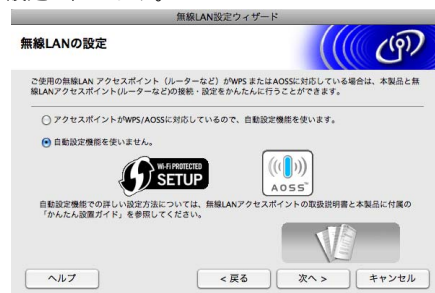 無線LAN設定ウィザード
無線LANの設定
ご使用の無線LAN アクセスポイント（ルーターなど）がWPS またはAOSSに対応している場合は、本製品と無
線LANアクセスポイント(ルーターなど)の接続・設定をかんたんに行うことができます。
アクセスポイントがWPS/AOSSに対応しているので、自動設定機能を使います。
自動設定機能を使いません。
WI-FI PROTECTED
SETUP
AOSS™
自動設定機能での詳しい設定方法については、無線LANアクセスポイントの取扱説明書と本製品に付属の
「かんたん設置ガイド」を参照してください。
ヘルプ
< 戻る
次へ >
キャンセル